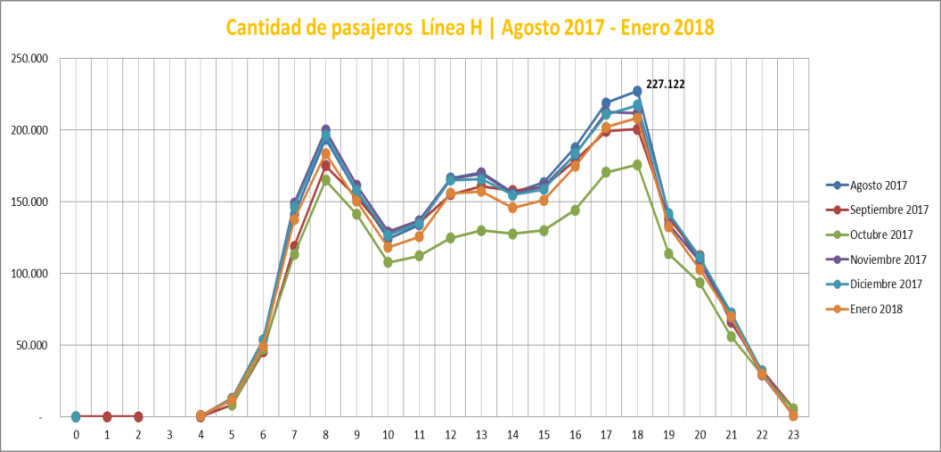 Cantidad de pasajeros Línea H | Agosto 2017 - Enero 2018
250.000
227.122
200.000
150.000
100.000
50.000
-
0 1 2 3 4 5 6 7 8 9 10 11 12 13 14 15 16 17 18 19 20 21 22 23
Agosto 2017
Septiembre 2017
Octubre 2017
Noviembre 2017
Diciembre 2017
Enero 2018